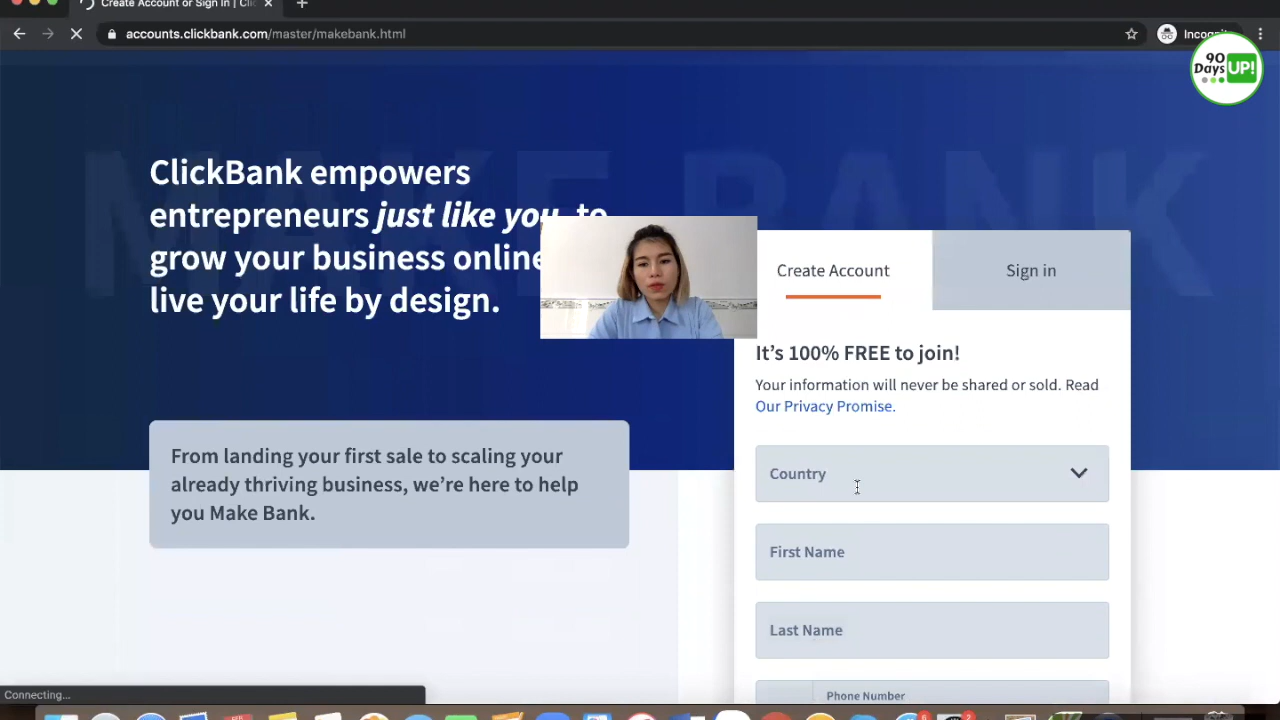 Create Account or Sign In | Clic
accounts.clickbank.com/master/makebank.html
90
Days UP!
MAKE BANK
ClickBank empowers
entrepreneurs just like you, to
grow your business online
live your life by design.
Create Account
Sign in
It's 100% FREE to join!
Your information will never be shared or sold. Read
Our Privacy Promise.
From landing your first sale to scaling your
already thriving business, we're here to help
you Make Bank.
Country
First Name
Last Name
Phone Number
Connecting...